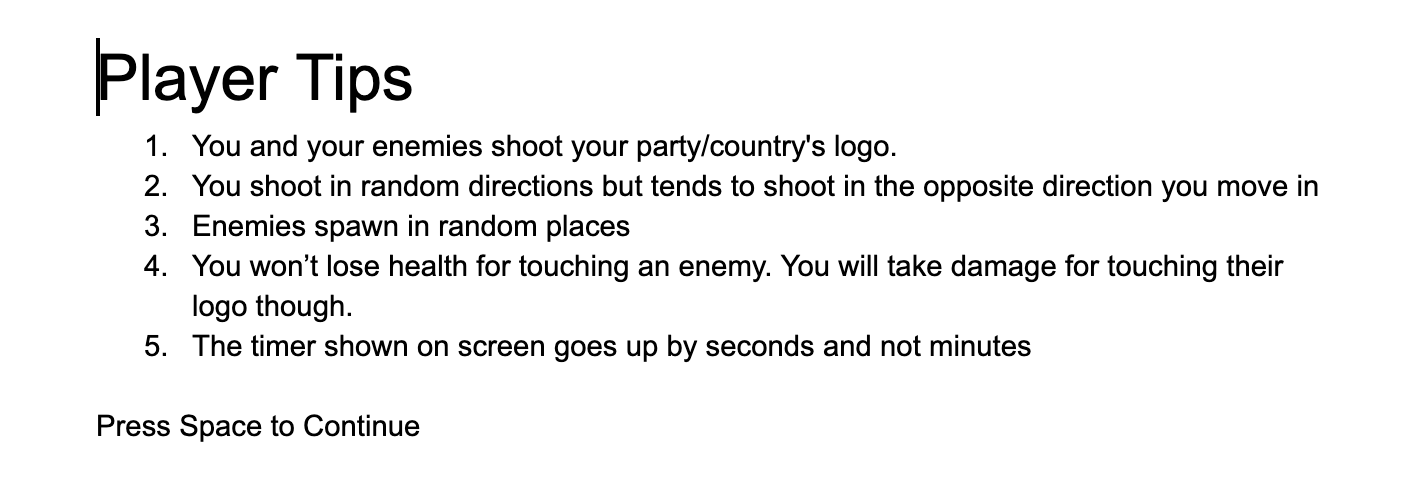 Player Tips
1. You and your enemies shoot your party/country's logo.
2. You shoot in random directions but tends to shoot in the opposite direction you move in
3. Enemies spawn in random places
4. You won’t lose health for touching an enemy. You will take damage for touching their
logo though.
5. The timer shown on screen goes up by seconds and not minutes
Press Space to Continue